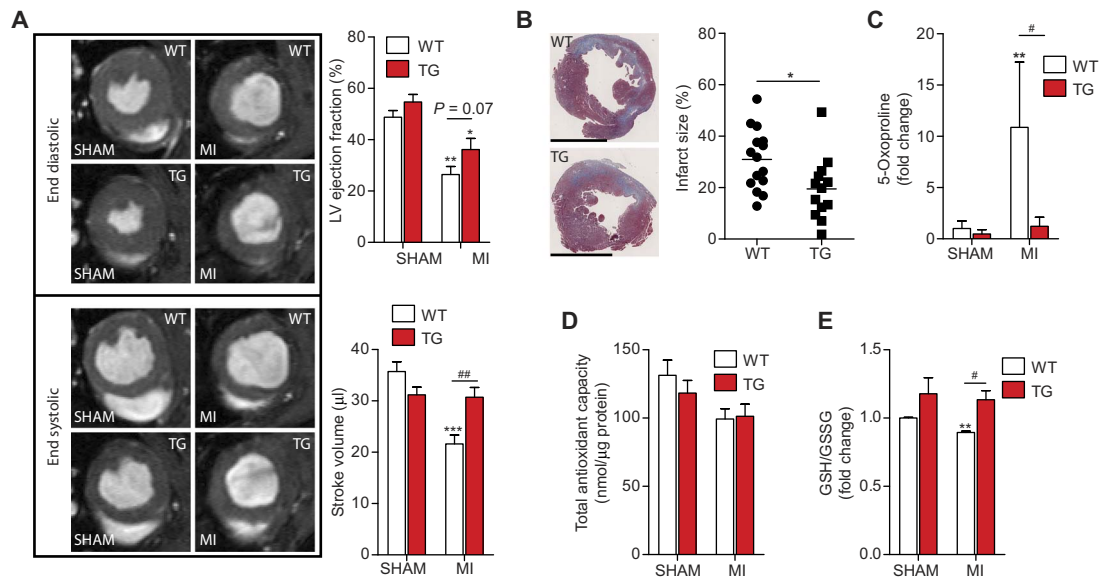 A
End diastolic
WT
SHAM
WT
MI
TG
SHAM
TG
MI
End systolic
WT
SHAM
WT
MI
TG
SHAM
TG
MI
WT
TG
LV ejection fraction (%)
80
60
40
20
0
P = 0.07
**
*
SHAM
MI
WT
TG
Stroke volume (µl)
40
30
20
10
0
***
##
SHAM
MI
B
WT
TG
Infarct size (%)
80
60
40
20
0
*
WT
TG
C
5-Oxoproline
(fold change)
20
15
10
5
0
#
**
WT
TG
SHAM
MI
D
Total antioxidant capacity
(nmol/µg protein)
150
100
50
0
WT
TG
SHAM
MI
E
GSH/GSSG
(fold change)
1.5
1.0
0.5
0.0
WT
TG
#
**
SHAM
MI